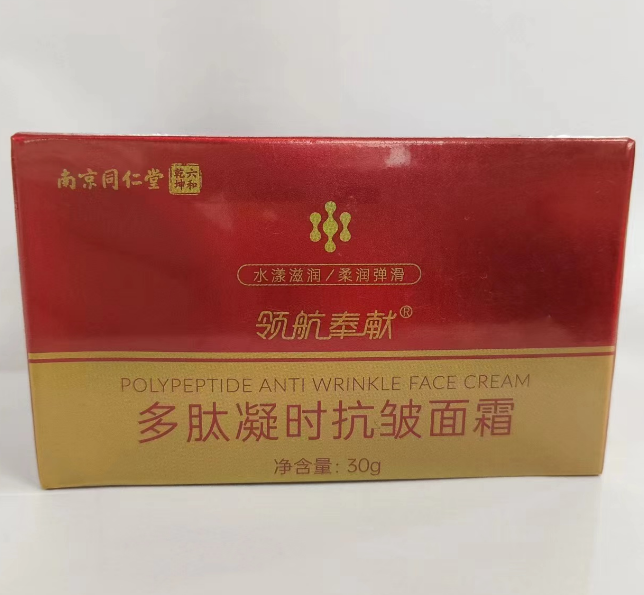 南京同仁堂 乾坤六和
水漾滋润/柔润弹滑
领航奉献®
POLYPEPTIDE ANTI WRINKLE FACE CREAM
多肽凝时抗皱面霜
净含量：30g